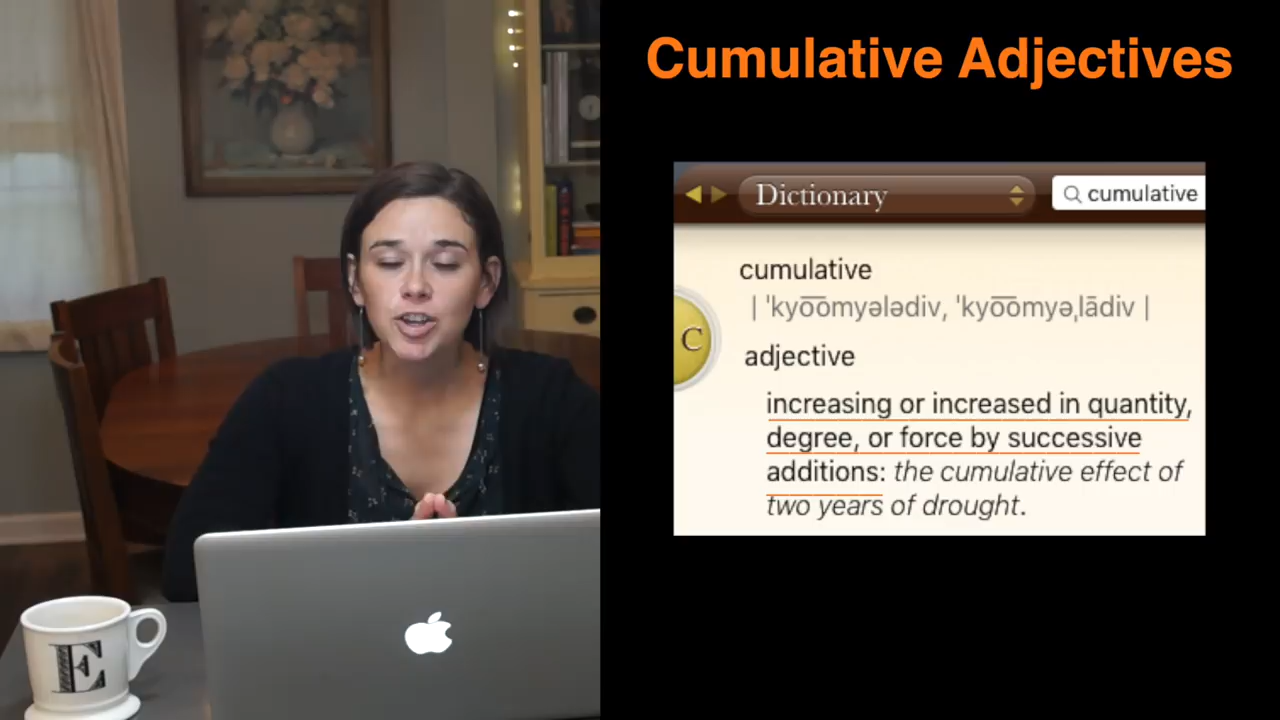 Cumulative Adjectives
Dictionary
cumulative
cumulative
| ˈkyo͞omyələdiv, ˈkyo͞omyəˌlādiv |
C
adjective
increasing or increased in quantity,
degree, or force by successive
additions: the cumulative effect of
two years of drought.
E